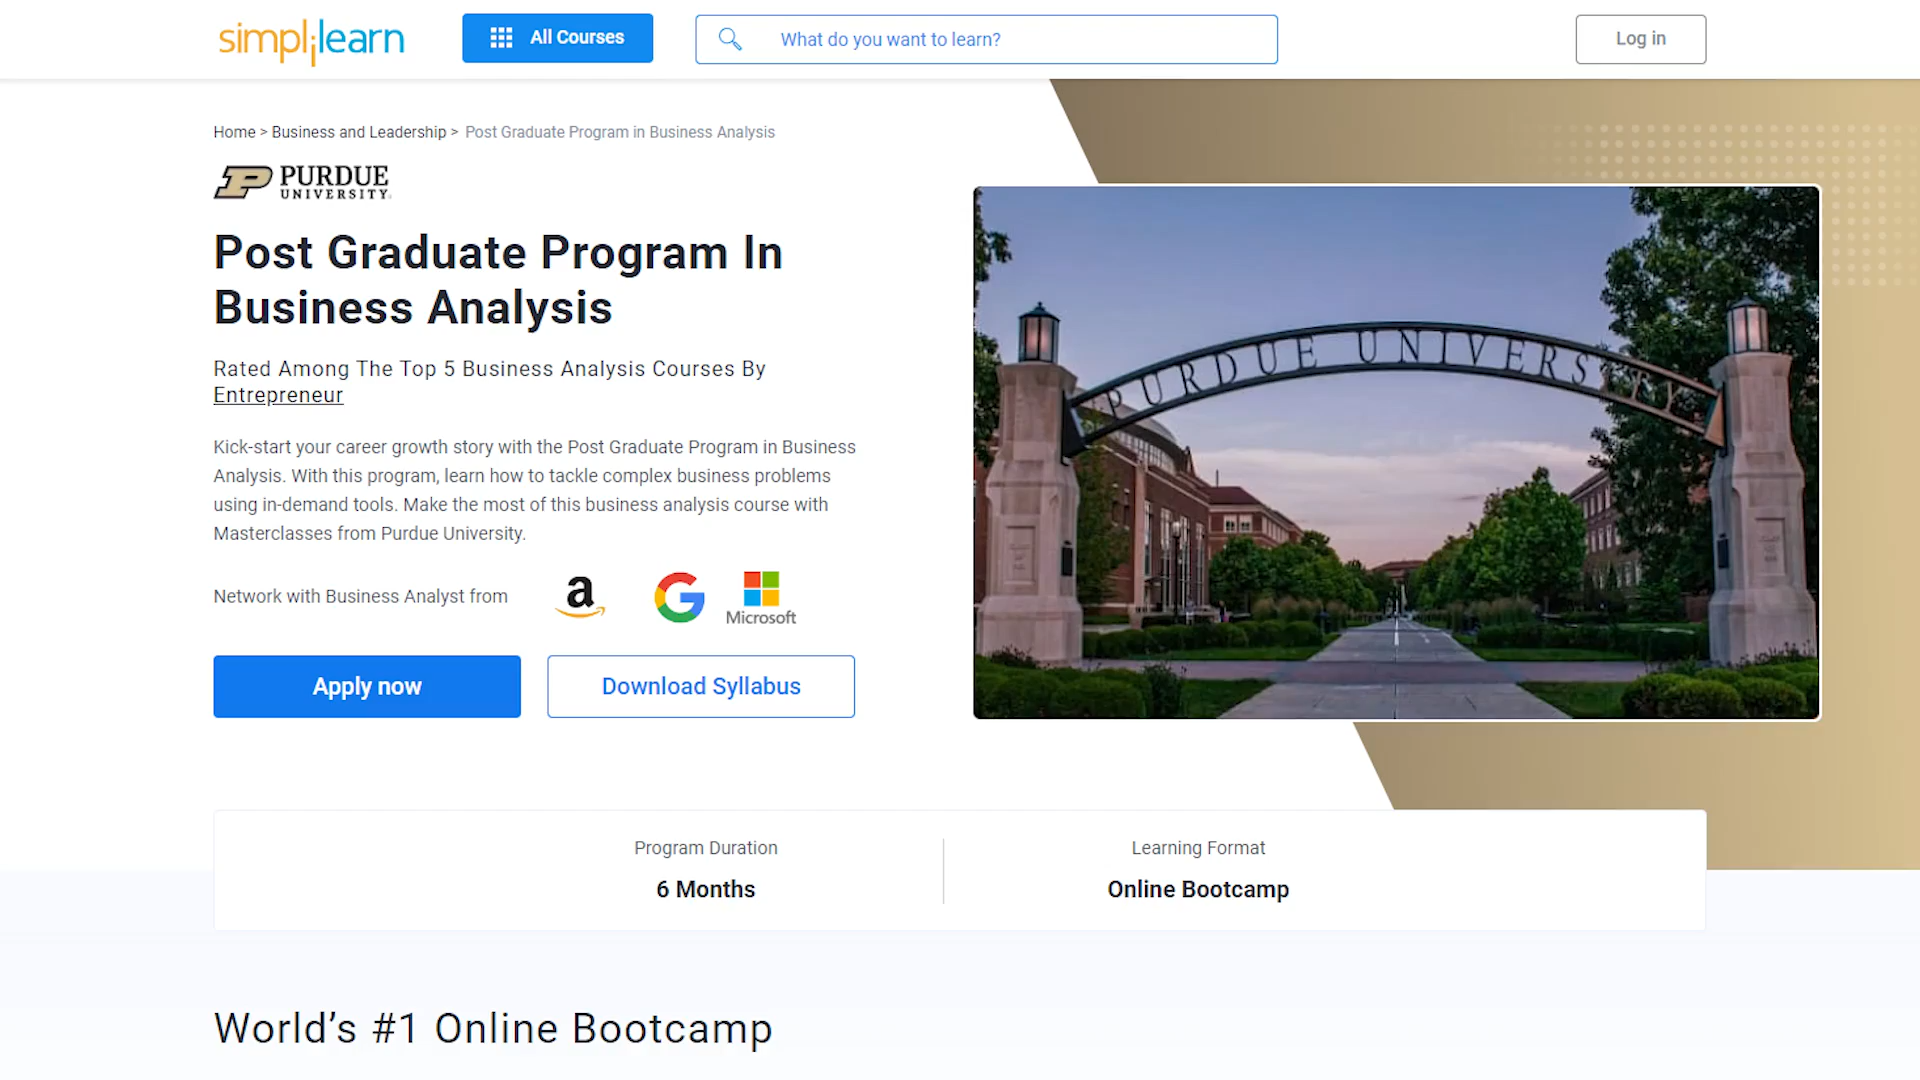 simplilearn
All Courses
What do you want to learn?
Log in
Home > Business and Leadership > Post Graduate Program in Business Analysis
P PURDUE
UNIVERSITY.
Post Graduate Program In
Business Analysis
Rated Among The Top 5 Business Analysis Courses By
Entrepreneur
Kick-start your career growth story with the Post Graduate Program in Business
Analysis. With this program, learn how to tackle complex business problems
using in-demand tools. Make the most of this business analysis course with
Masterclasses from Purdue University.
Network with Business Analyst from
a
G
Microsoft
Apply now
Download Syllabus
PURDUE UNIVERSITY
Program Duration
6 Months
Learning Format
Online Bootcamp
World’s #1 Online Bootcamp